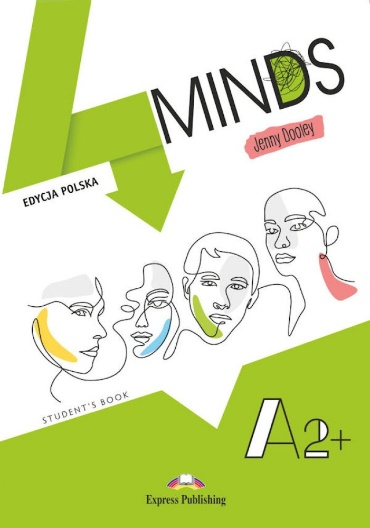 4 MINDS
Jenny Dooley
EDYCJA POLSKA
STUDENT'S BOOK
A2+
Express Publishing